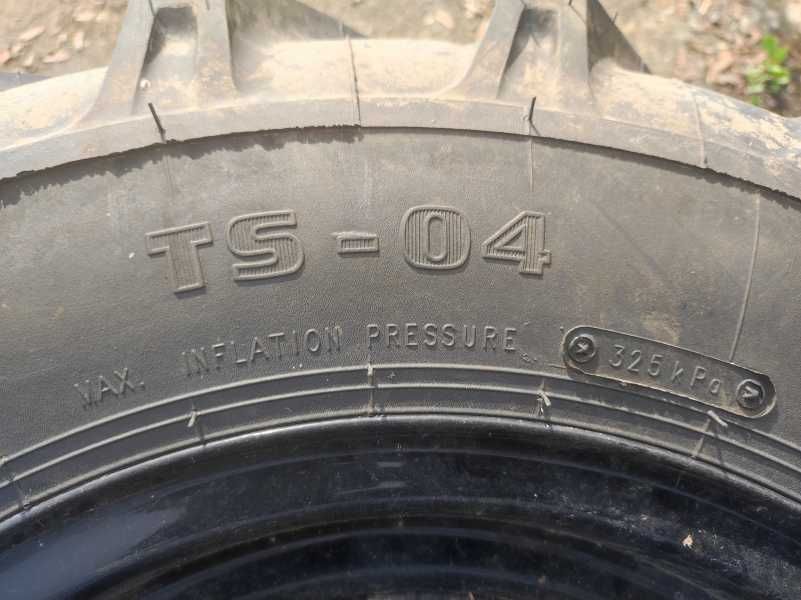 TS-04
MAX. INFLATION PRESSURE 325 kPa